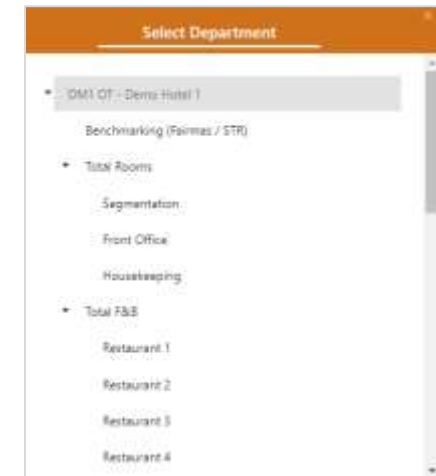 Select Department
DM1 OT - Demo Hotel 1
Benchmarking (Fairmas / STR)
Total Rooms
Segmentation
Front Office
Housekeeping
Total F&B
Restaurant 1
Restaurant 2
Restaurant 3
Restaurant 4